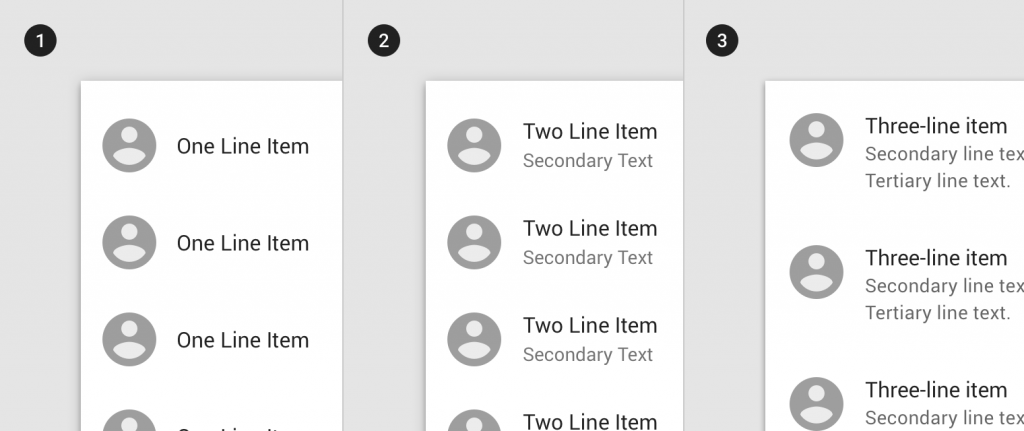 1
One Line Item
One Line Item
One Line Item
2
Two Line Item
Secondary Text
Two Line Item
Secondary Text
Two Line Item
Secondary Text
Two Line Item
3
Three-line item
Secondary line tex
Tertiary line text.
Three-line item
Secondary line tex
Tertiary line text.
Three-line item
Secondary line tex